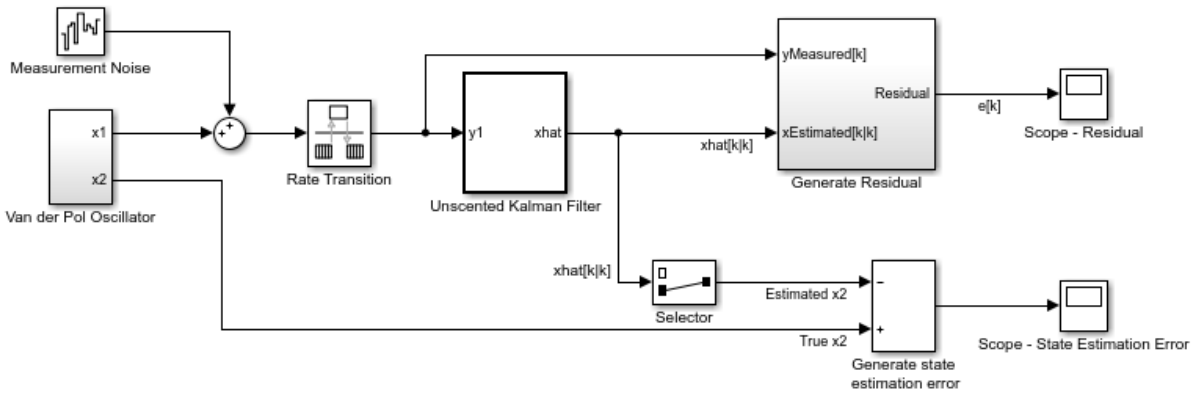 Measurement Noise
x1
x2
Van der Pol Oscillator
+
+
Rate Transition
y1
xhat
Unscented Kalman Filter
xhat[k|k]
yMeasured[k]
xEstimated[k|k]
Residual
Generate Residual
e[k]
Scope - Residual
xhat[k|k]
Selector
Estimated x2
True x2
−
+
Generate state
estimation error
Scope - State Estimation Error